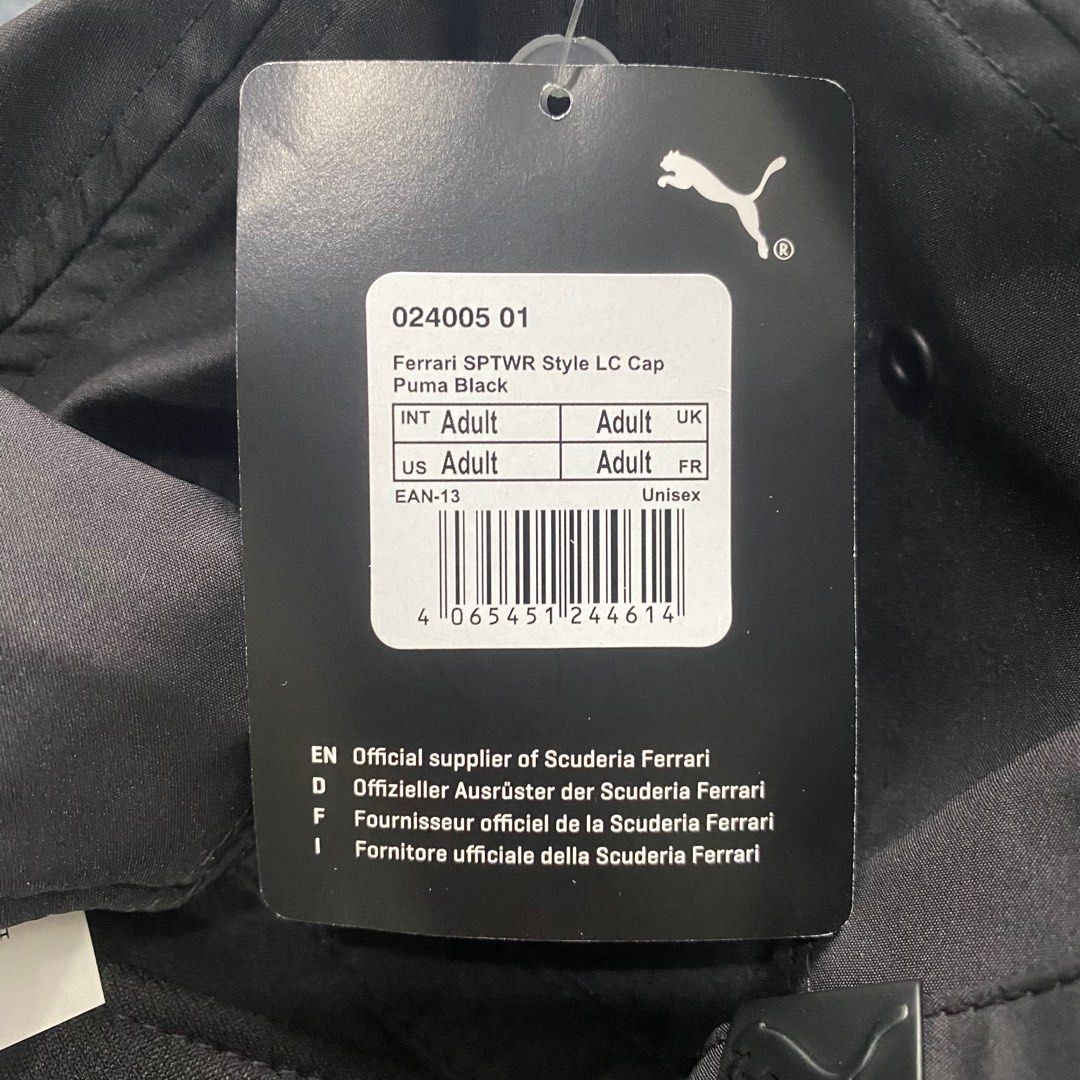 ®
024005 01
Ferrari SPTWR Style LC Cap
Puma Black
INT Adult Adult UK
US Adult Adult FR
EAN-13 Unisex
4 065451 244614
EN Official supplier of Scuderia Ferrari
D Offizieller Ausrüster der Scuderia Ferrari
F Fournisseur officiel de la Scuderia Ferrari
I Fornitore ufficiale della Scuderia Ferrari